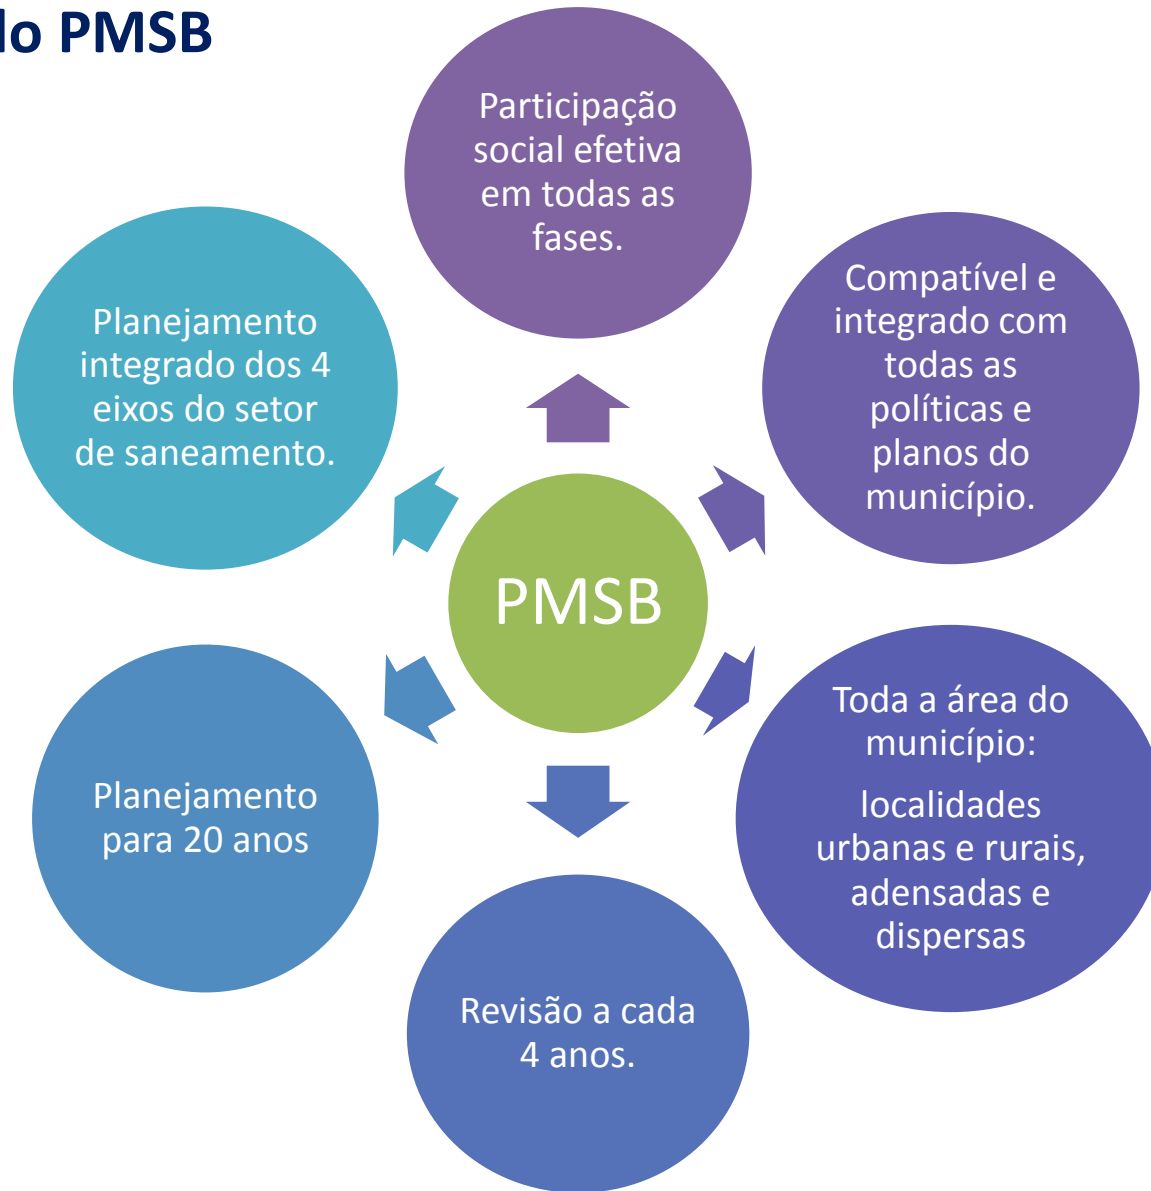 do PMSB
Participação
social efetiva
em todas as
fases.
Compatível e
integrado com
todas as
políticas e
planos do
município.
Toda a área do
município:
localidades
urbanas e rurais,
adensadas e
dispersas
Revisão a cada
4 anos.
Planejamento
para 20 anos
Planejamento
integrado dos 4
eixos do setor
de saneamento.
PMSB